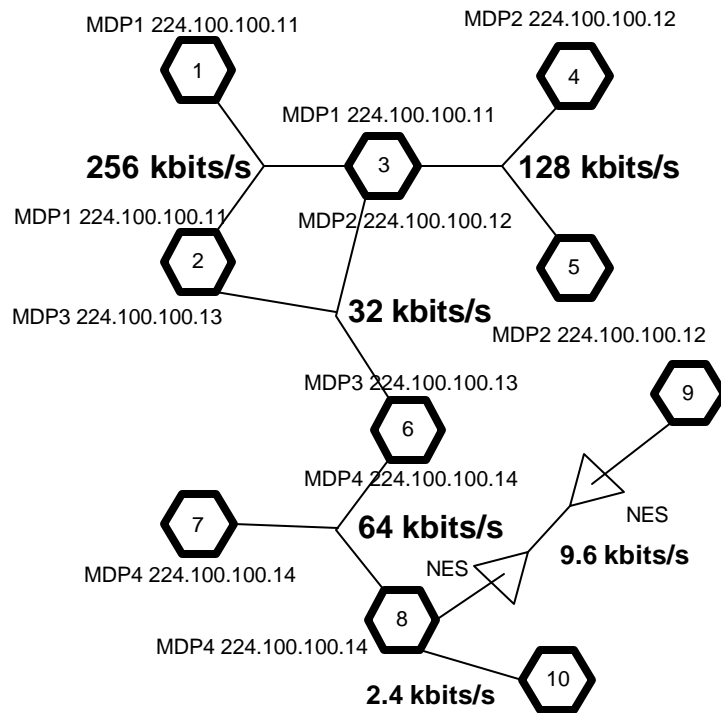 MDP1 224.100.100.11
MDP2 224.100.100.12
1
4
MDP1 224.100.100.11
256 kbits/s
3
128 kbits/s
MDP1 224.100.100.11
MDP2 224.100.100.12
2
5
MDP3 224.100.100.13
32 kbits/s
MDP2 224.100.100.12
MDP3 224.100.100.13
9
6
MDP4 224.100.100.14
7
64 kbits/s
NES
9.6 kbits/s
NES
MDP4 224.100.100.14
8
MDP4 224.100.100.14
10
2.4 kbits/s